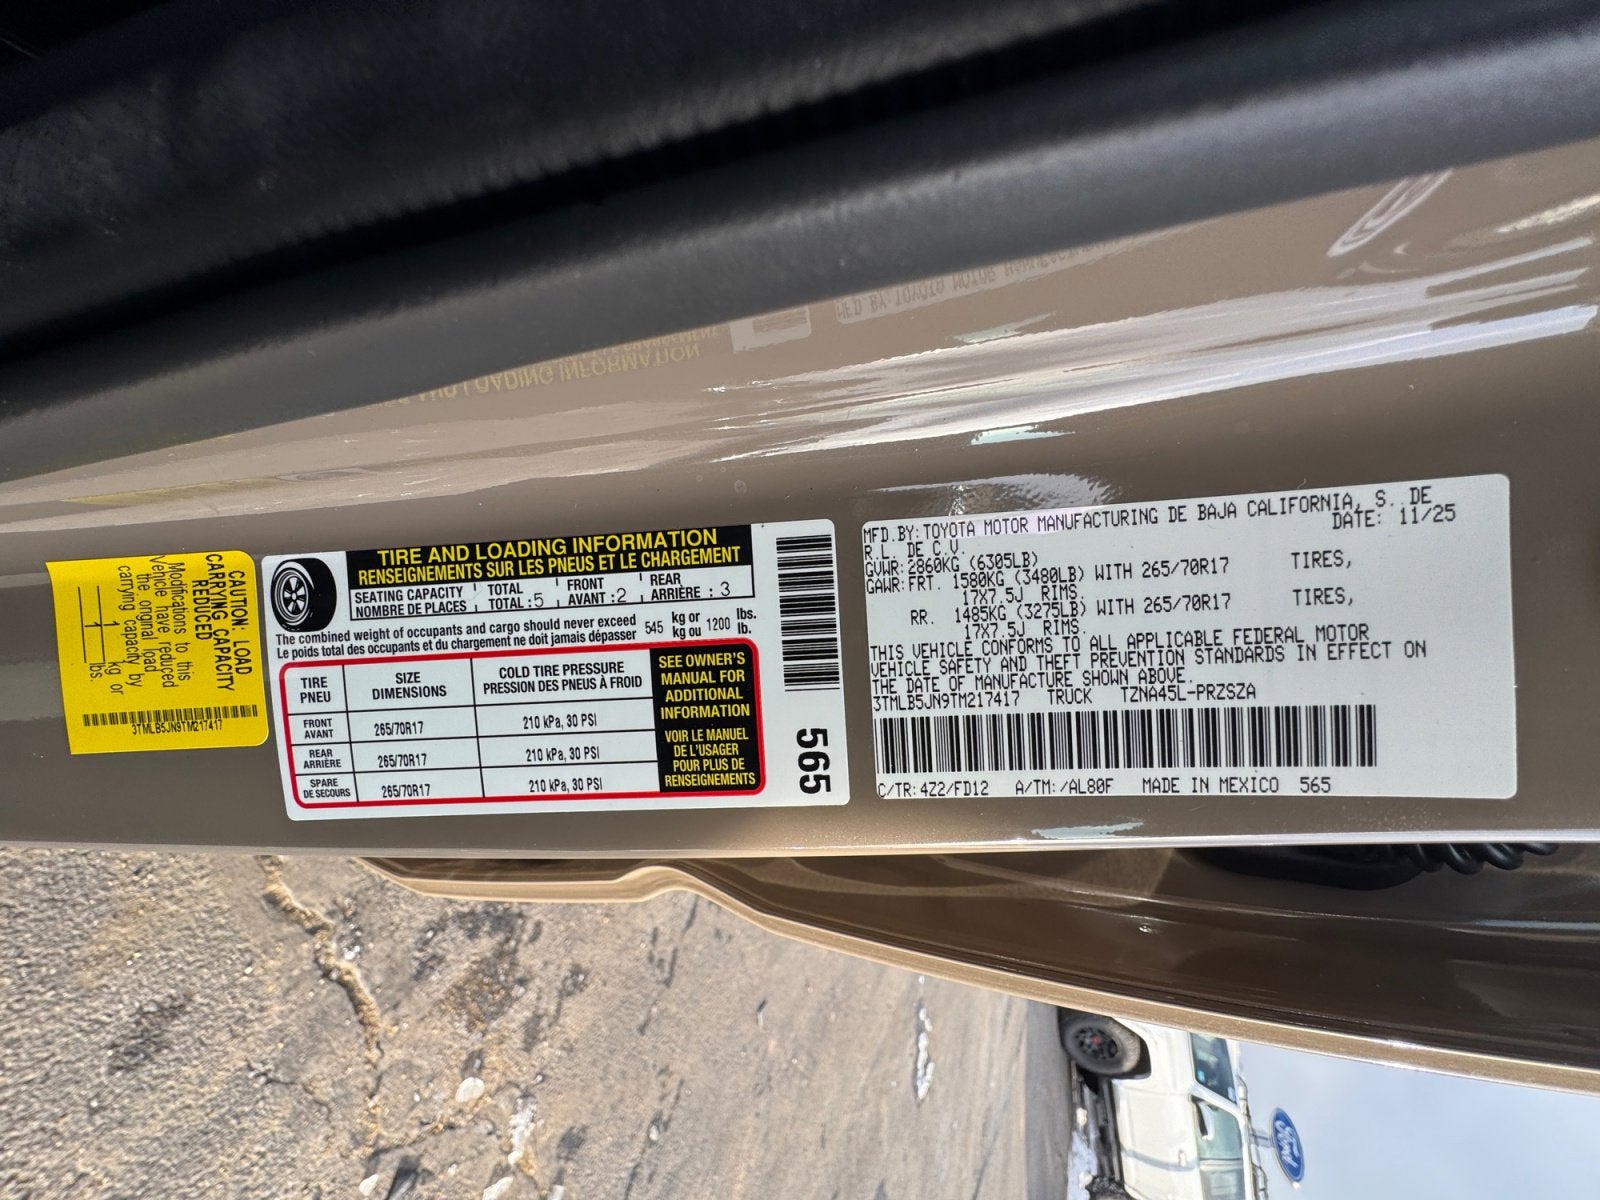 CAUTION: LOAD
CARRYING CAPACITY
REDUCED
Modifications to this
Vehicle have reduced
the original load
carrying capacity by
1 kg or
1 lbs.
3TMLB5JN9TM217417
TIRE AND LOADING INFORMATION
RENSEIGNEMENTS SUR LES PNEUS ET LE CHARGEMENT
SEATING CAPACITY TOTAL FRONT REAR
NOMBRE DE PLACES TOTAL : 5 AVANT : 2 ARRIÈRE : 3
The combined weight of occupants and cargo should never exceed 545 kg or 1200 lbs.
Le poids total des occupants et du chargement ne doit jamais dépasser kg ou lb.
TIRE SIZE COLD TIRE PRESSURE
PNEU DIMENSIONS PRESSION DES PNEUS À FROID
FRONT
AVANT 265/70R17 210 kPa, 30 PSI
REAR
ARRIÈRE 265/70R17 210 kPa, 30 PSI
SPARE
DE SECOURS 265/70R17 210 kPa, 30 PSI
SEE OWNER'S
MANUAL FOR
ADDITIONAL
INFORMATION
VOIR LE MANUEL
DE L'USAGER
POUR PLUS DE
RENSEIGNEMENTS
565
MFD.BY:TOYOTA MOTOR MANUFACTURING DE BAJA CALIFORNIA, S. DE
R.L. DE C.V. DATE: 11/25
GVWR:2860KG (6305LB)
GAWR:FRT. 1580KG (3480LB) WITH 265/70R17 TIRES,
17X7.5J RIMS.
RR. 1485KG (3275LB) WITH 265/70R17 TIRES,
17X7.5J RIMS.
THIS VEHICLE CONFORMS TO ALL APPLICABLE FEDERAL MOTOR
VEHICLE SAFETY AND THEFT PREVENTION STANDARDS IN EFFECT ON
THE DATE OF MANUFACTURE SHOWN ABOVE.
3TMLB5JN9TM217417 TRUCK TZNA45L-PRZSZA
C/TR:4Z2/FD12 A/TM:/AL80F MADE IN MEXICO 565
Ford